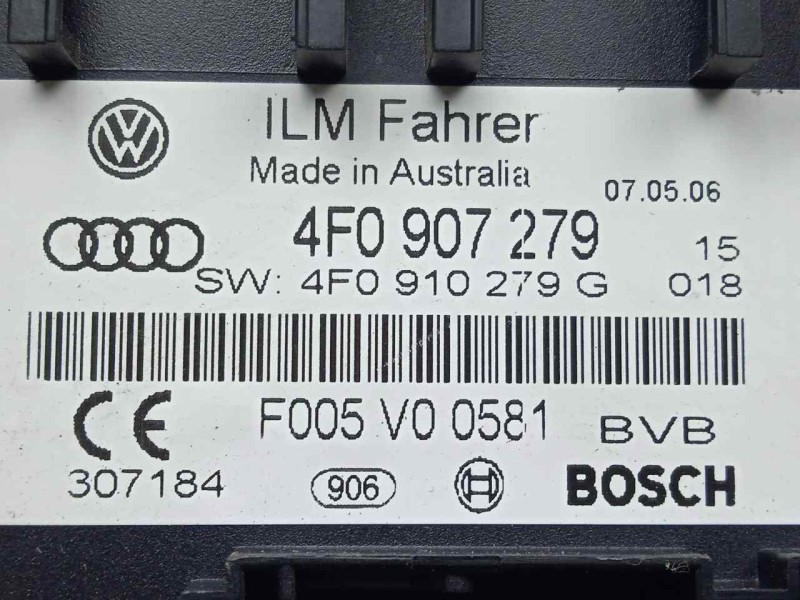 ILM Fahrer
Made in Australia 07.05.06
4F0 907 279 15
SW: 4F0 910 279 G 018
F005 V0 0581 BVB
307184 906 BOSCH